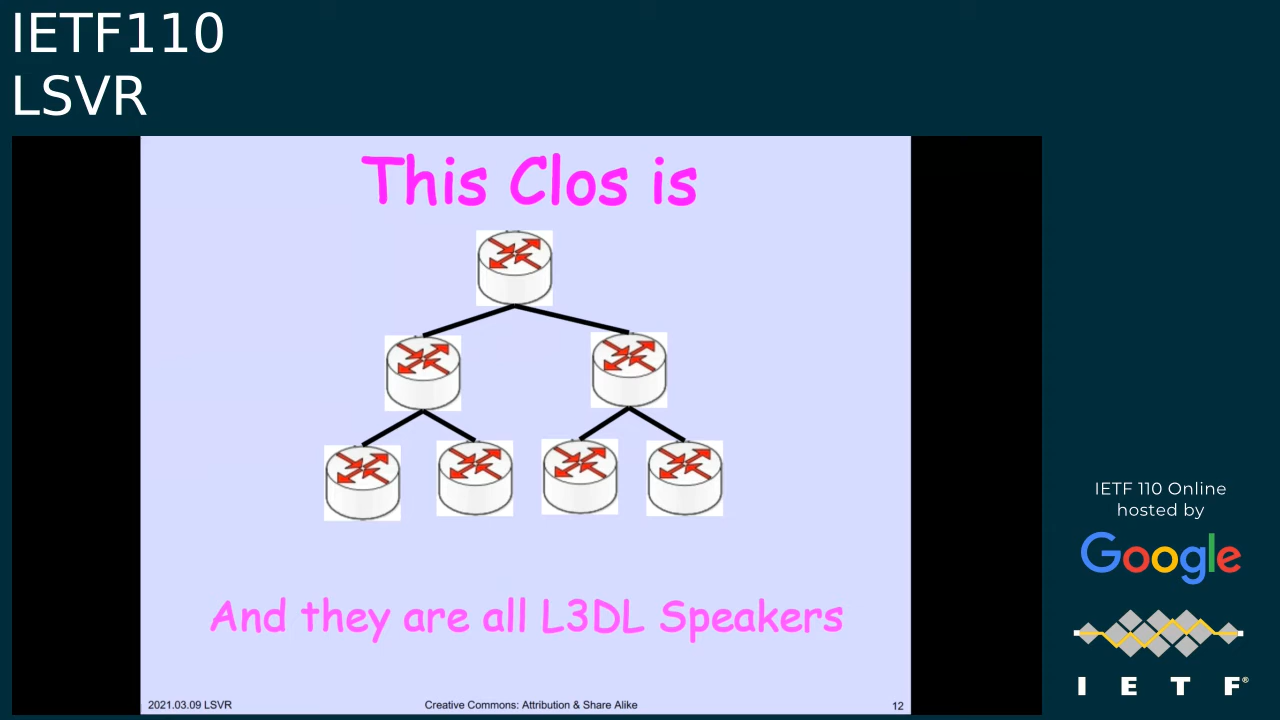 IETF110
LSVR
This Clos is
And they are all L3DL Speakers
2021.03.09 LSVR
Creative Commons: Attribution & Share Alike
12
IETF 110 Online
hosted by
Google
IETF®